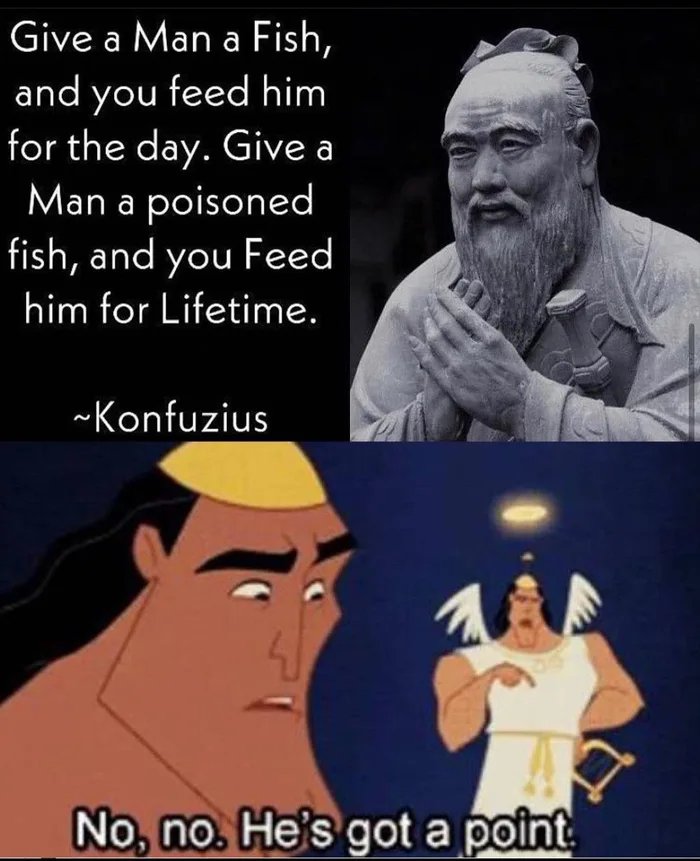 Give a Man a Fish,
and you feed him
for the day. Give a
Man a poisoned
fish, and you Feed
him for Lifetime.
~Konfuzius
No, no. He's got a point.